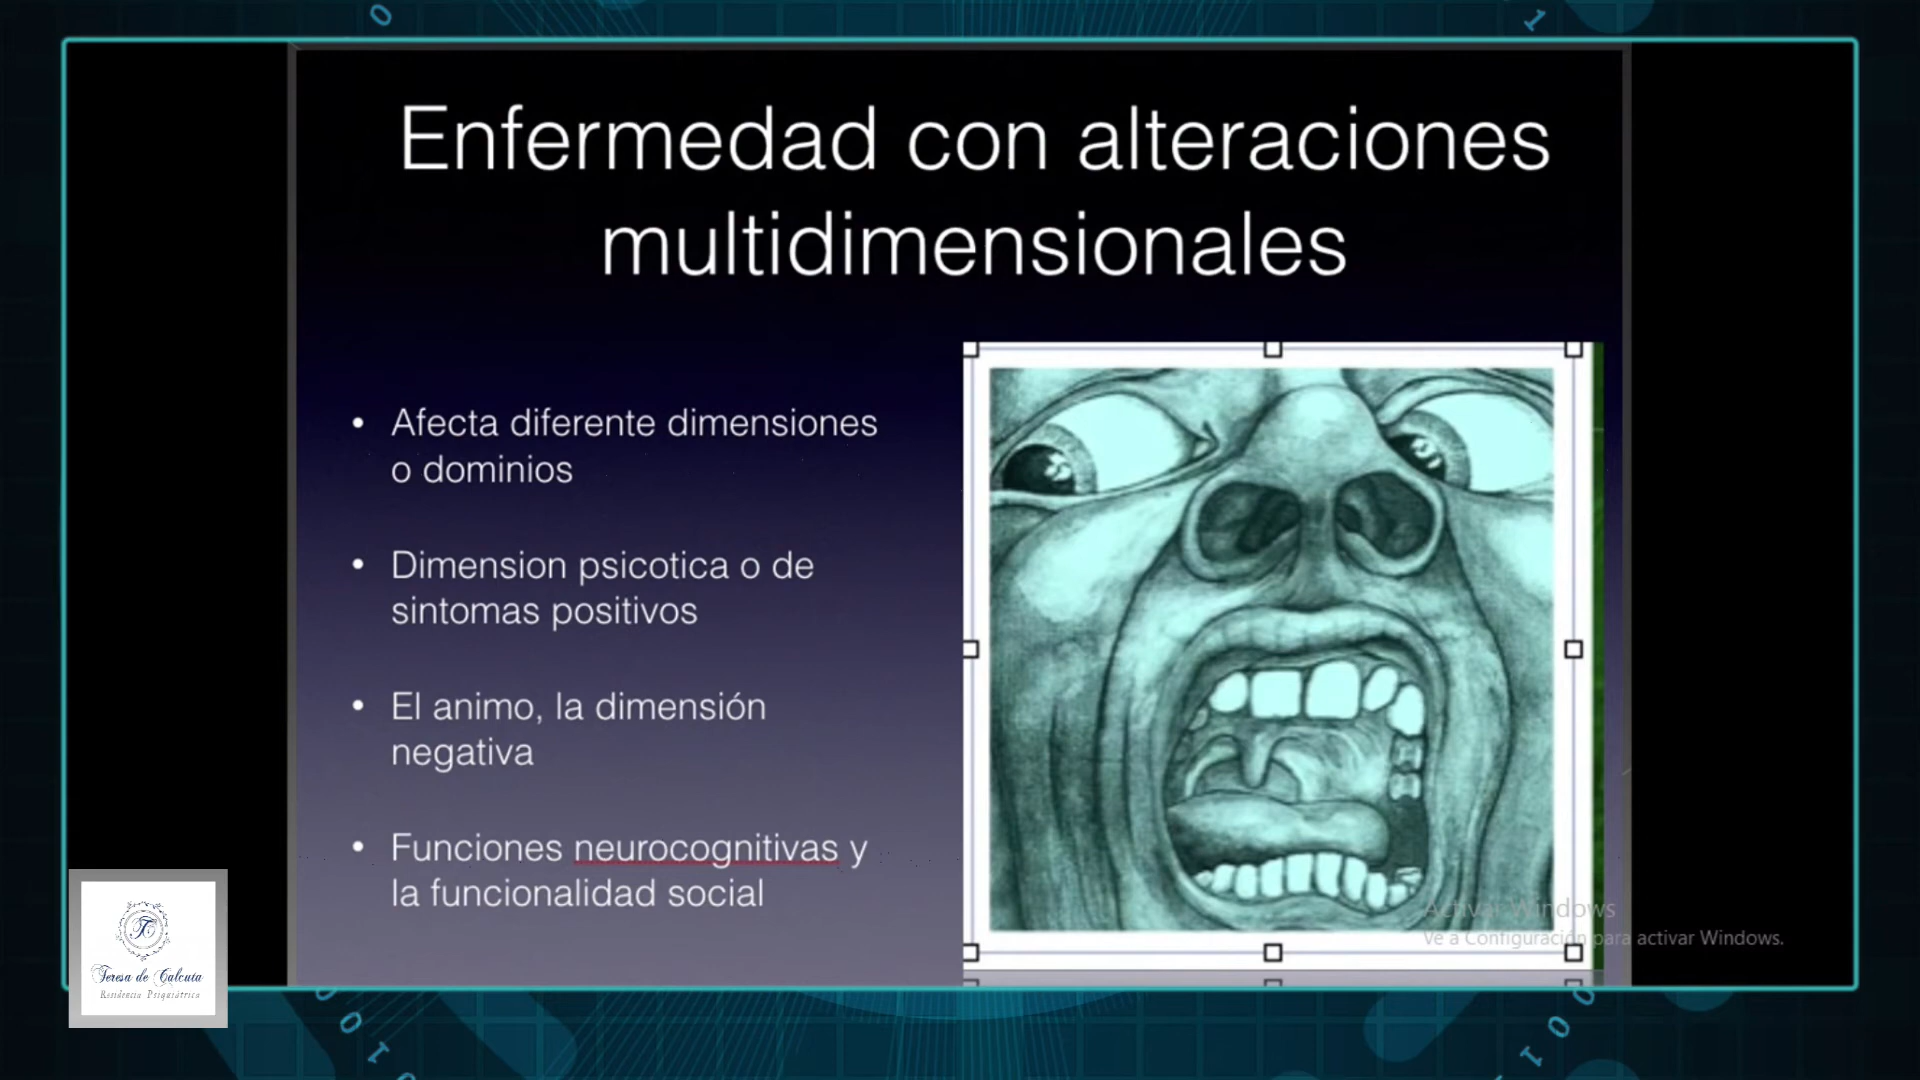 Enfermedad con alteraciones
multidimensionales
• Afecta diferente dimensiones
o dominios
• Dimension psicotica o de
sintomas positivos
• El animo, la dimensión
negativa
• Funciones neurocognitivas y
la funcionalidad social
Activar Windows
Ve a Configuración para activar Windows.
Teresa de Calcuta
Residencia Psiquiátrica